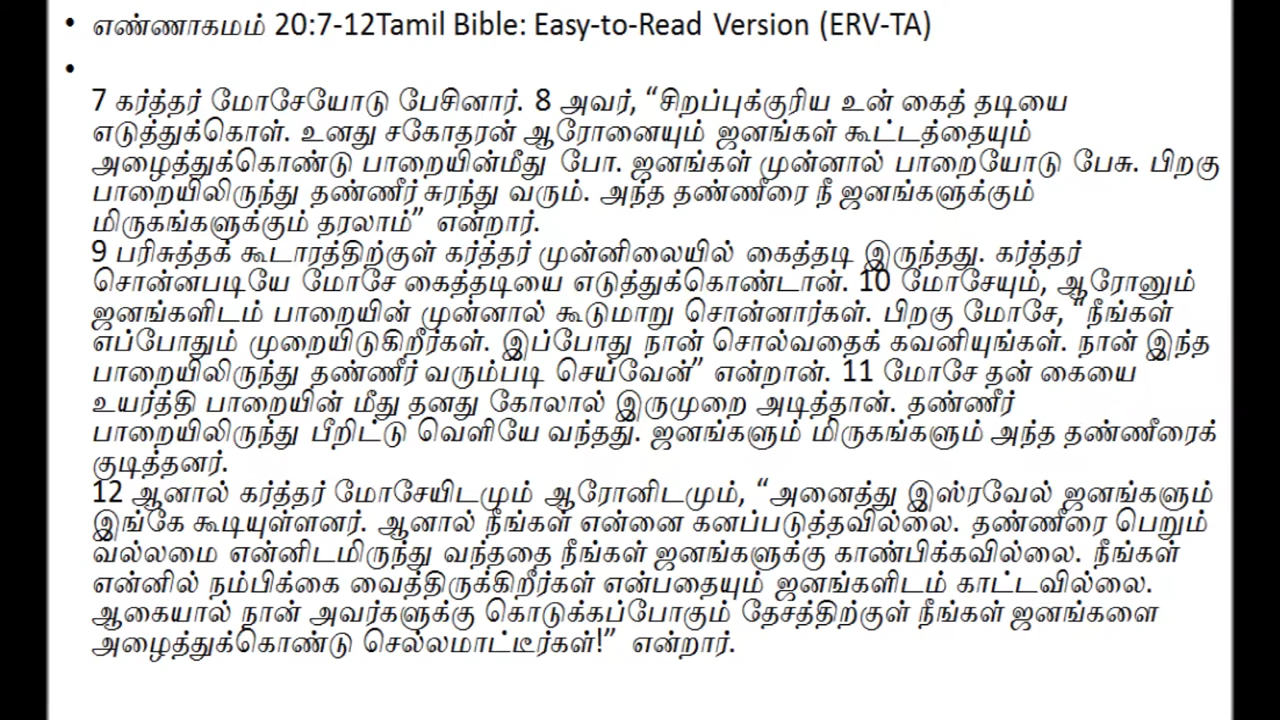 • எண்ணாகமம் 20:7-12Tamil Bible: Easy-to-Read Version (ERV-TA)
•
7 கர்த்தர் மோசேயோடு பேசினார். 8 அவர், “சிறப்புக்குரிய உன் கைத் தடியை
எடுத்துக்கொள். உனது சகோதரன் ஆரோனையும் ஜனங்கள் கூட்டத்தையும்
அழைத்துக்கொண்டு பாறையின்மீது போ. ஜனங்கள் முன்னால் பாறையோடு பேசு. பிறகு
பாறையிலிருந்து தண்ணீர் சுரந்து வரும். அந்த தண்ணீரை நீ ஜனங்களுக்கும்
மிருகங்களுக்கும் தரலாம்” என்றார்.
9 பரிசுத்தக் கூடாரத்திற்குள் கர்த்தர் முன்னிலையில் கைத்தடி இருந்தது. கர்த்தர்
சொன்னபடியே மோசே கைத்தடியை எடுத்துக்கொண்டான். 10 மோசேயும், ஆரோனும்
ஜனங்களிடம் பாறையின் முன்னால் கூடுமாறு சொன்னார்கள். பிறகு மோசே, “நீங்கள்
எப்போதும் முறையிடுகிறீர்கள். இப்போது நான் சொல்வதைக் கவனியுங்கள். நான் இந்த
பாறையிலிருந்து தண்ணீர் வரும்படி செய்வேன்” என்றான். 11 மோசே தன் கையை
உயர்த்தி பாறையின் மீது தனது கோலால் இருமுறை அடித்தான். தண்ணீர்
பாறையிலிருந்து பீறிட்டு வெளியே வந்தது. ஜனங்களும் மிருகங்களும் அந்த தண்ணீரைக்
குடித்தனர்.
12 ஆனால் கர்த்தர் மோசேயிடமும் ஆரோனிடமும், “அனைத்து இஸ்ரவேல் ஜனங்களும்
இங்கே கூடியுள்ளனர். ஆனால் நீங்கள் என்னை கனப்படுத்தவில்லை. தண்ணீரை பெறும்
வல்லமை என்னிடமிருந்து வந்ததை நீங்கள் ஜனங்களுக்கு காண்பிக்கவில்லை. நீங்கள்
என்னில் நம்பிக்கை வைத்திருக்கிறீர்கள் என்பதையும் ஜனங்களிடம் காட்டவில்லை.
ஆகையால் நான் அவர்களுக்கு கொடுக்கப்போகும் தேசத்திற்குள் நீங்கள் ஜனங்களை
அழைத்துக்கொண்டு செல்லமாட்டீர்கள்!” என்றார்.